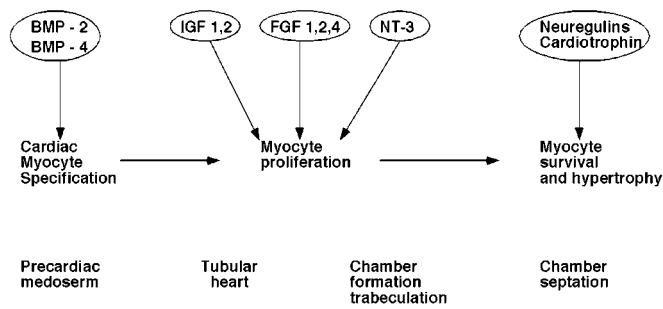 BMP - 2
BMP - 4
IGF 1,2
FGF 1,2,4
NT-3
Neuregulins
Cardiotrophin
Cardiac
Myocyte
Specification
Myocyte
proliferation
Myocyte
survival
and hypertrophy
Precardiac
medoserm
Tubular
heart
Chamber
formation
trabeculation
Chamber
septation